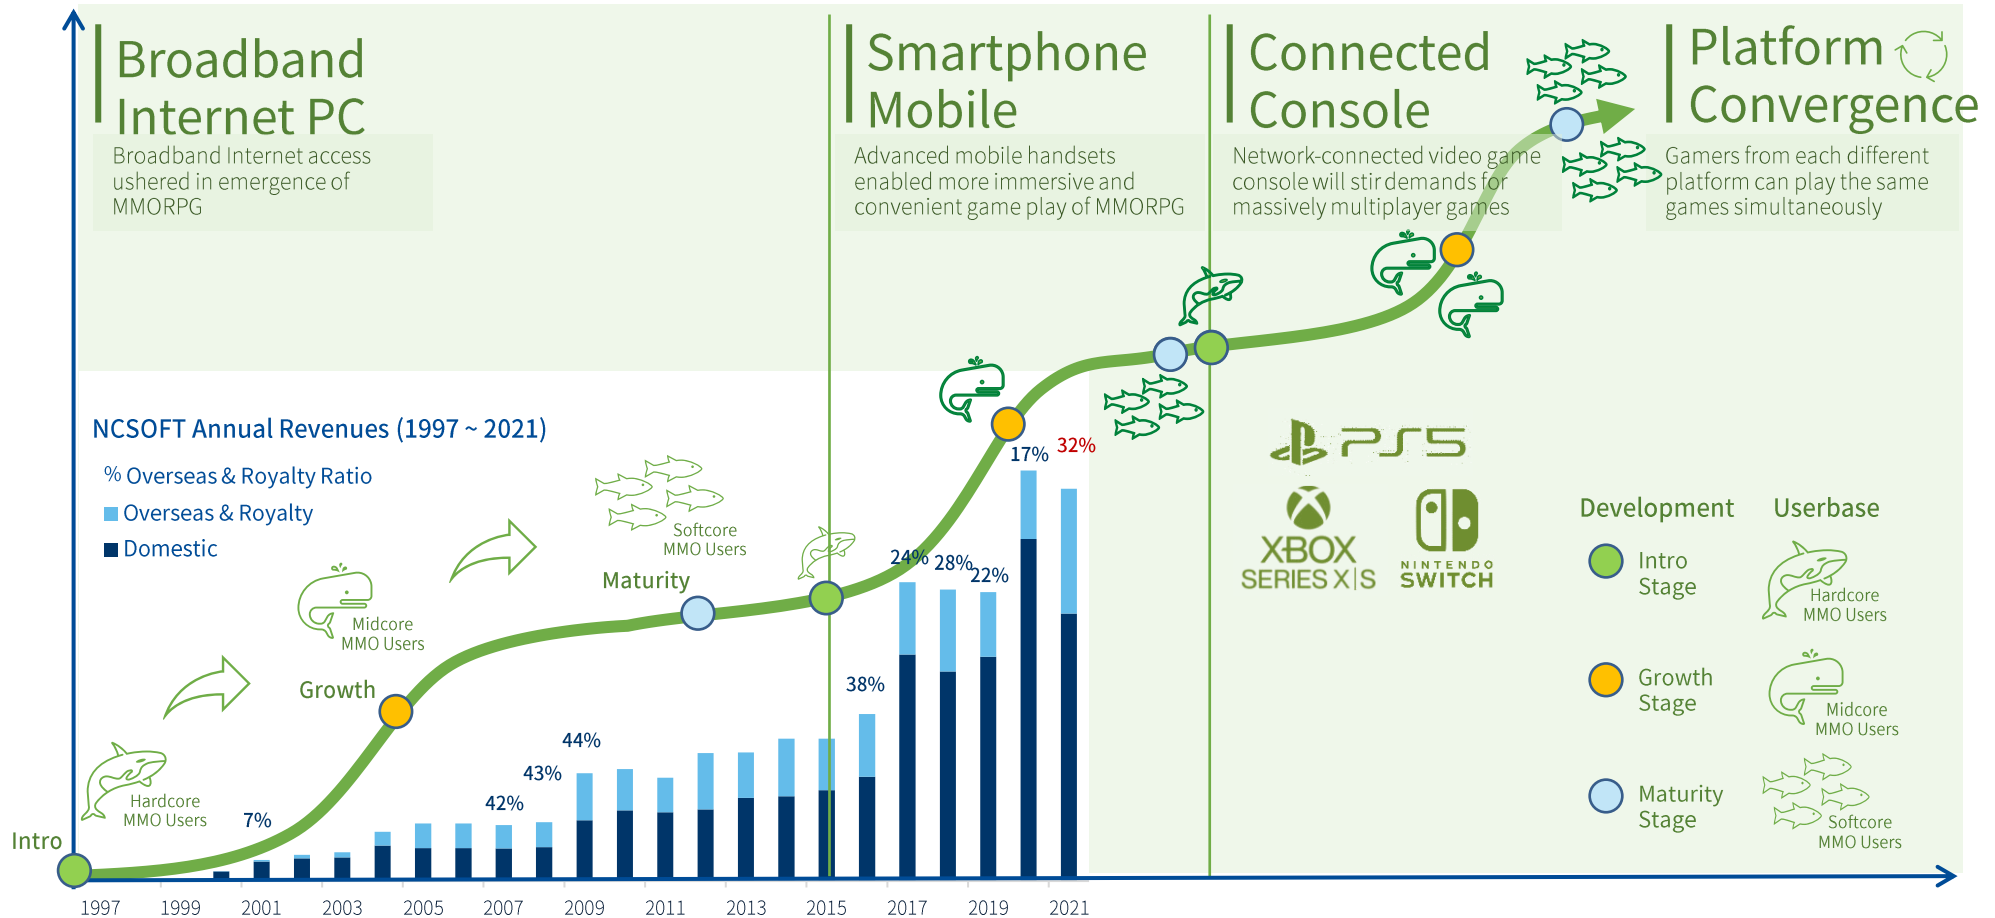 Broadband
Internet PC
Broadband Internet access
ushered in emergence of
MMORPG
Smartphone
Mobile
Advanced mobile handsets
enabled more immersive and
convenient game play of MMORPG
Connected
Console
Network-connected video game
console will stir demands for
massively multiplayer games
Platform
Convergence
Gamers from each different
platform can play the same
games simultaneously
NCSOFT Annual Revenues (1997 ~ 2021)
% Overseas & Royalty Ratio
Overseas & Royalty
Domestic
Intro
Hardcore
MMO Users
Growth
Midcore
MMO Users
Maturity
Softcore
MMO Users
7%
42%
43%
44%
38%
24%
28%
22%
17%
32%
PS5
XBOX
SERIES X|S
NINTENDO
SWITCH
Development
Userbase
Intro
Stage
Hardcore
MMO Users
Growth
Stage
Midcore
MMO Users
Maturity
Stage
Softcore
MMO Users
1997 1999 2001 2003 2005 2007 2009 2011 2013 2015 2017 2019 2021